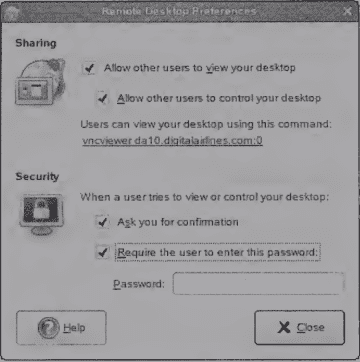 Remote Desktop Preferences
Sharing
Allow other users to view your desktop
Allow other users to control your desktop
Users can view your desktop using this command:
vncviewer da10.digitalairlines.com:0
Security
When a user tries to view or control your desktop:
Ask you for confirmation
Require the user to enter this password:
Password:
Help
Close